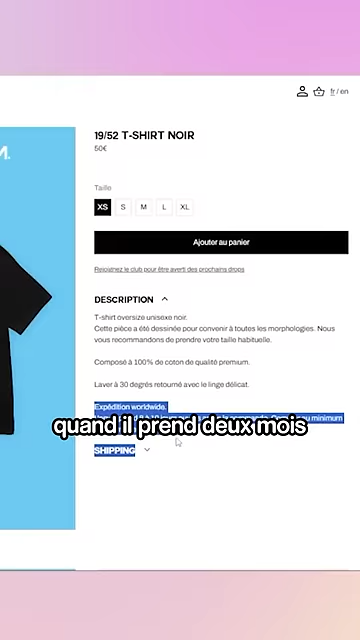 fr / en
M.
19/52 T-SHIRT NOIR
50€
Taille
XS S M L XL
Ajouter au panier
Rejoignez le club pour être averti des prochains drops
DESCRIPTION
T-shirt oversize unisexe noir.
Cette pièce a été dessinée pour convenir à toutes les morphologies. Nous
vous recommandons de prendre votre taille habituelle.
Composé à 100% de coton de qualité premium.
Laver à 30 degrés retourné avec le linge délicat.
Expédition worldwide.
minimum
quand il prend deux mois
SHIPPING